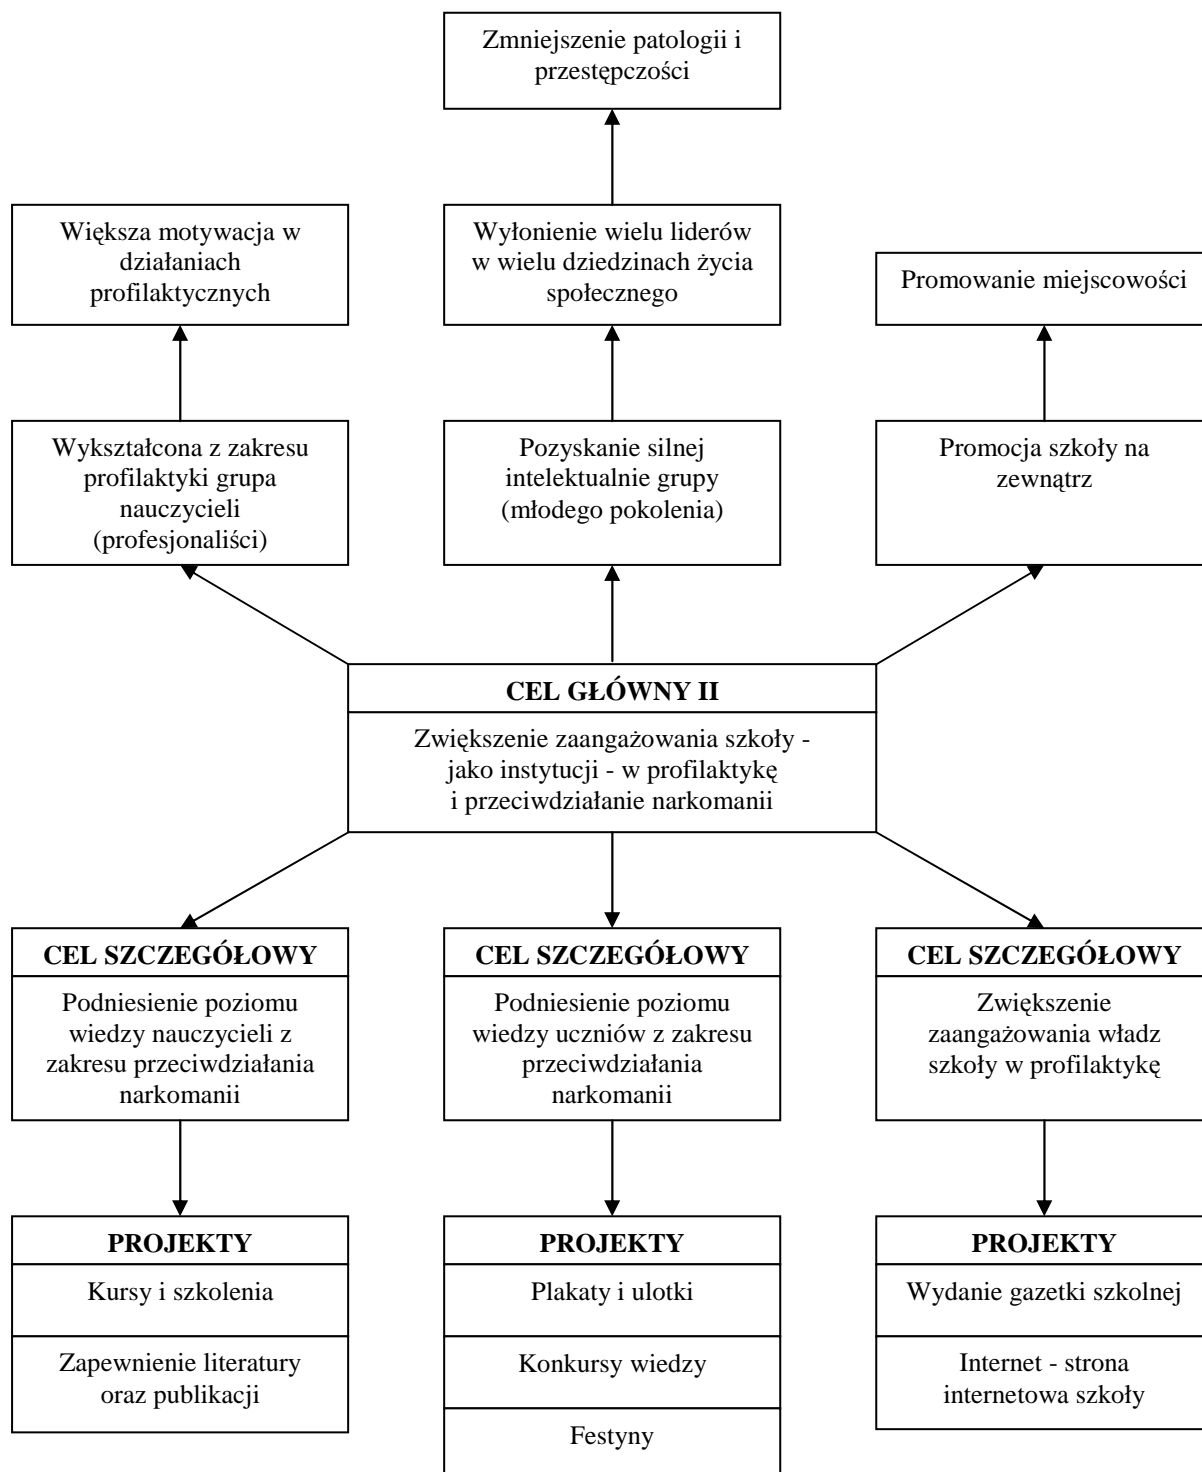 Zmniejszenie patologii i
przestępczości
Większa motywacja w
działaniach
profilaktycznych
Wyłonienie wielu liderów
w wielu dziedzinach życia
społecznego
Promowanie miejscowości
Wykształcona z zakresu
profilaktyki grupa
nauczycieli
(profesjonaliści)
Pozyskanie silnej
intelektualnie grupy
(młodego pokolenia)
Promocja szkoły na
zewnątrz
CEL GŁÓWNY II
Zwiększenie zaangażowania szkoły -
jako instytucji - w profilaktykę
i przeciwdziałanie narkomanii
CEL SZCZEGÓŁOWY
Podniesienie poziomu
wiedzy nauczycieli z
zakresu przeciwdziałania
narkomanii
CEL SZCZEGÓŁOWY
Podniesienie poziomu
wiedzy uczniów z zakresu
przeciwdziałania
narkomanii
CEL SZCZEGÓŁOWY
Zwiększenie
zaangażowania władz
szkoły w profilaktykę
PROJEKTY
Kursy i szkolenia
Zapewnienie literatury
oraz publikacji
PROJEKTY
Plakaty i ulotki
Konkursy wiedzy
Festyny
PROJEKTY
Wydanie gazetki szkolnej
Internet - strona
internetowa szkoły